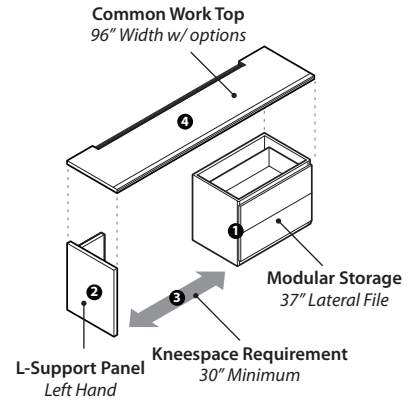 Common Work Top
96" Width w/ options
4
1
Modular Storage
37" Lateral File
2
3
Kneespace Requirement
30" Minimum
L-Support Panel
Left Hand